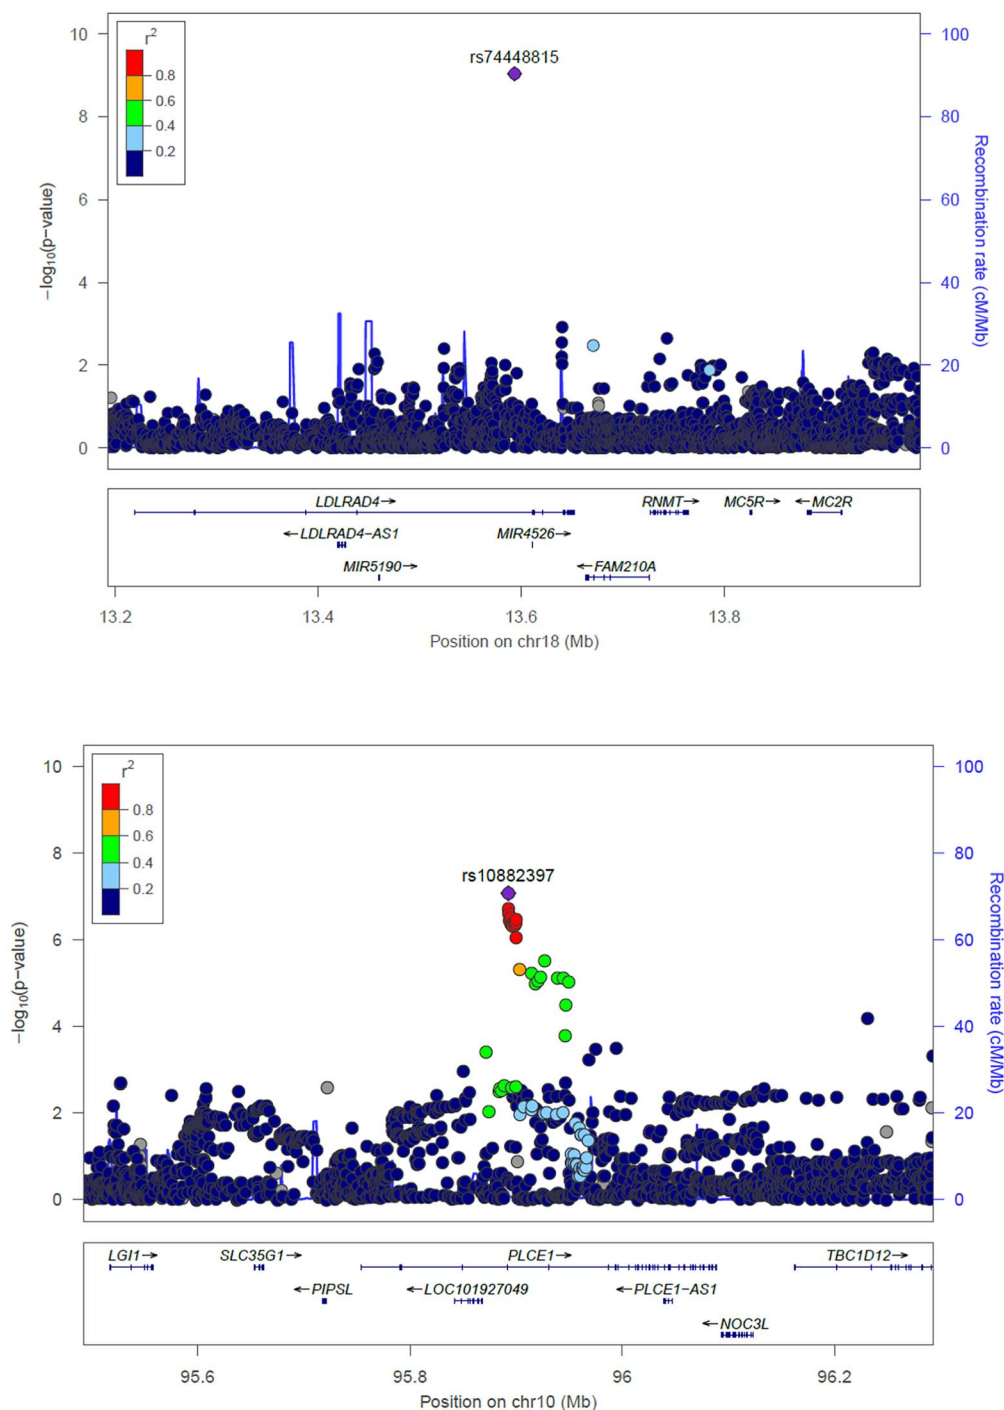 10
8
6
4
2
0
−log10(p−value)
r2
0.8
0.6
0.4
0.2
rs74448815
100
80
60
40
20
0
Recombination rate (cM/Mb)
LDLRAD4→
RNMT→
MC5R→
←MC2R
←LDLRAD4−AS1
MIR4526→
MIR5190→
←FAM210A
13.2
13.4
13.6
13.8
Position on chr18 (Mb)
10
8
6
4
2
0
−log10(p−value)
r2
0.8
0.6
0.4
0.2
rs10882397
100
80
60
40
20
0
Recombination rate (cM/Mb)
LGI1→
SLC35G1→
PLCE1→
TBC1D12→
←PIPSL
←LOC101927049
←PLCE1−AS1
←NOC3L
95.6
95.8
96
96.2
Position on chr10 (Mb)